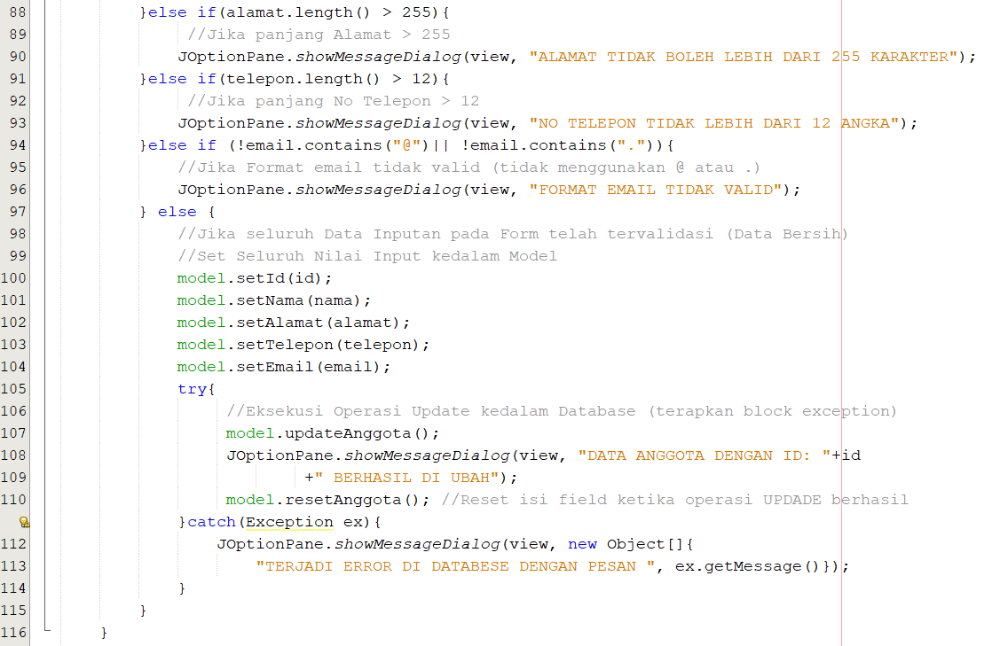 88 }else if(alamat.length() > 255){
89 //Jika panjang Alamat > 255
90 JOptionPane.showMessageDialog(view, "ALAMAT TIDAK BOLEH LEBIH DARI 255 KARAKTER");
91 }else if(telepon.length() > 12){
92 //Jika panjang No Telepon > 12
93 JOptionPane.showMessageDialog(view, "NO TELEPON TIDAK LEBIH DARI 12 ANGKA");
94 }else if (!email.contains("@")|| !email.contains(".")){
95 //Jika Format email tidak valid (tidak menggunakan @ atau .)
96 JOptionPane.showMessageDialog(view, "FORMAT EMAIL TIDAK VALID");
97 } else {
98 //Jika seluruh Data Inputan pada Form telah tervalidasi (Data Bersih)
99 //Set Seluruh Nilai Input kedalam Model
100 model.setId(id);
101 model.setNama(nama);
102 model.setAlamat(alamat);
103 model.setTelepon(telepon);
104 model.setEmail(email);
105 try{
106 //Eksekusi Operasi Update kedalam Database (terapkan block exception)
107 model.updateAnggota();
108 JOptionPane.showMessageDialog(view, "DATA ANGGOTA DENGAN ID: "+id
109 +" BERHASIL DI UBAH");
110 model.resetAnggota(); //Reset isi field ketika operasi UPDADE berhasil
}catch(Exception ex){
112 JOptionPane.showMessageDialog(view, new Object[]{
113 "TERJADI ERROR DI DATABESE DENGAN PESAN ", ex.getMessage()});
114 }
115 }
116 }